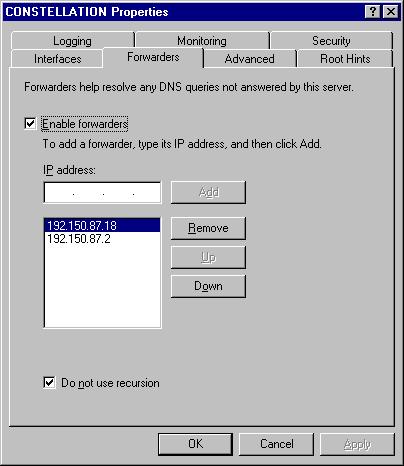 CONSTELLATION Properties
Logging Monitoring Security
Interfaces Forwarders Advanced Root Hints
Forwarders help resolve any DNS queries not answered by this server.
Enable forwarders
To add a forwarder, type its IP address, and then click Add.
IP address:
. . . Add
192.150.87.18 Remove
192.150.87.2
Up
Down
Do not use recursion
OK Cancel Apply